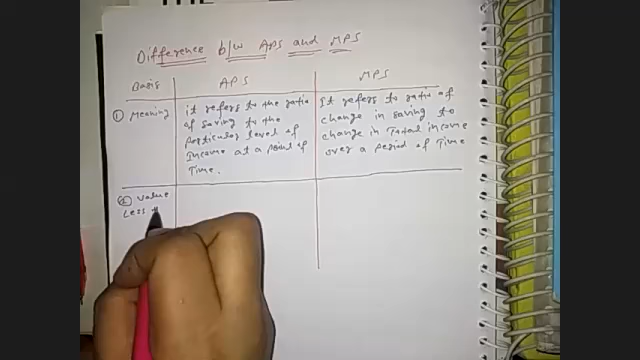 Difference b/w APS and MPS
Basis
APS
MPS
① Meaning
it refers to the ratio
of saving to the
particular level of
Income at a point of
Time.
It refers to ratio of
change in saving to
change in Total income
over a period of Time
② Value
Less